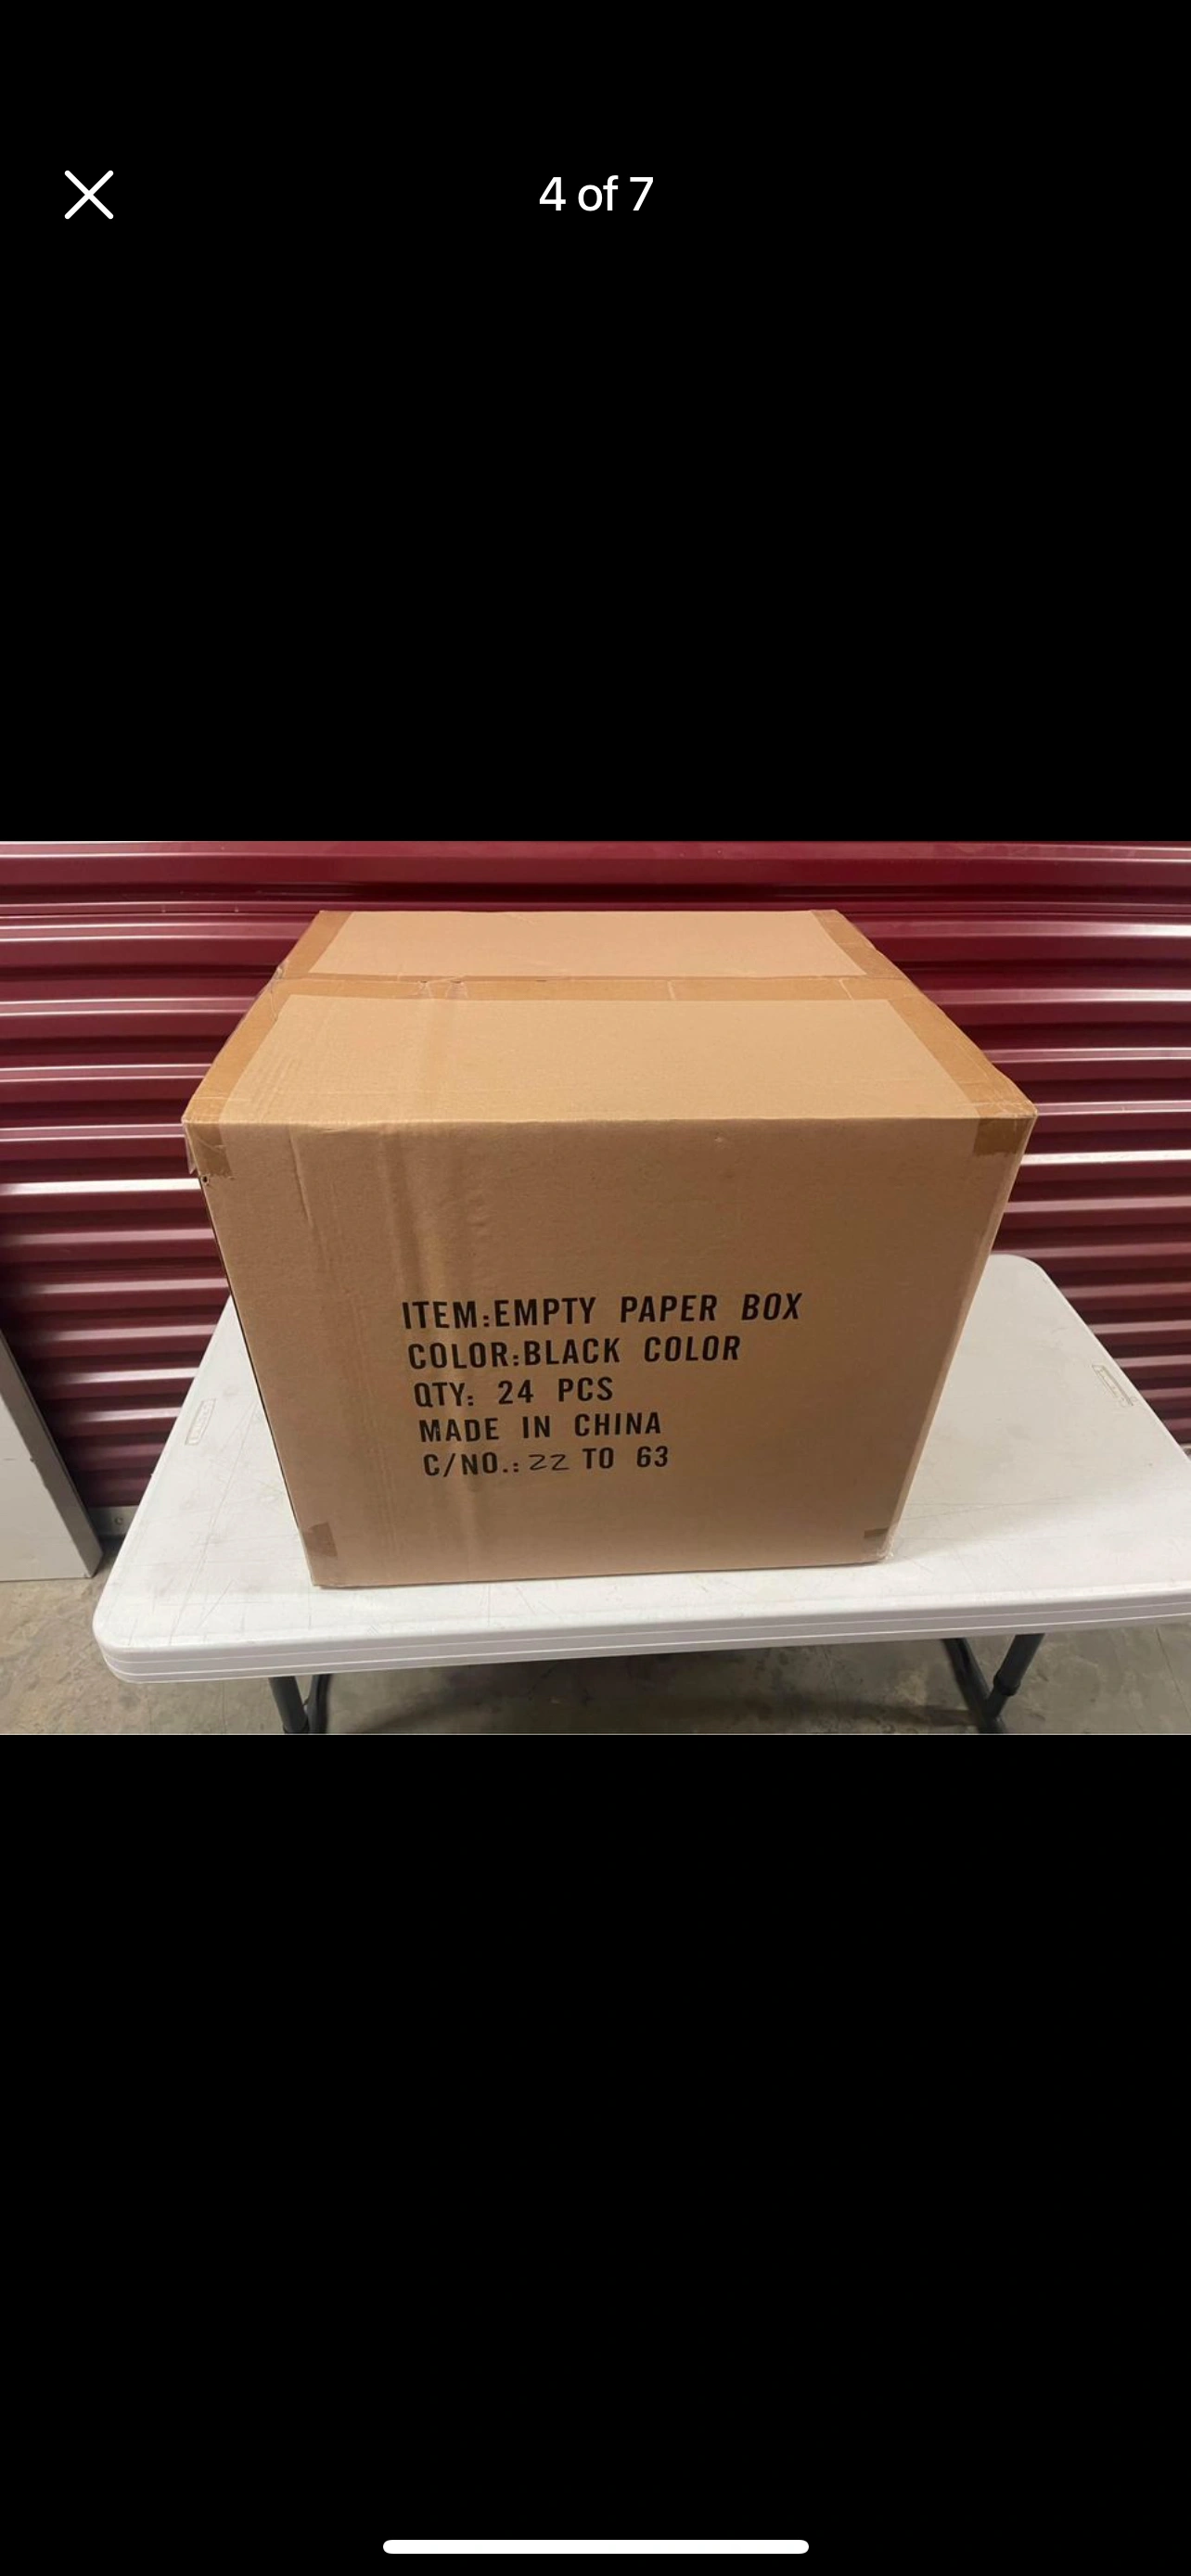 4 of 7
ITEM:EMPTY PAPER BOX
COLOR:BLACK COLOR
QTY: 24 PCS
MADE IN CHINA
C/NO.: 22 TO 63